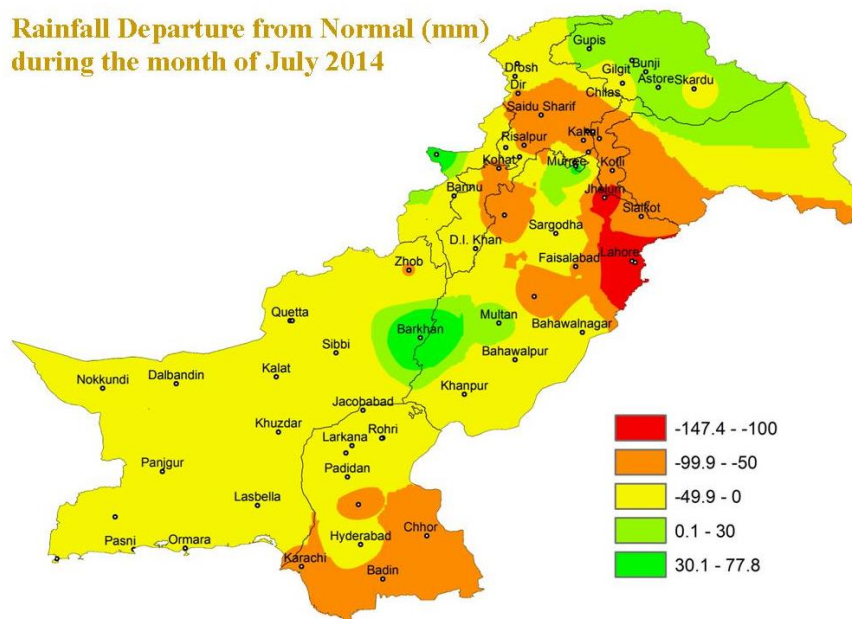 Rainfall Departure from Normal (mm)
during the month of July 2014
Gupis
Drosh
Bunji
Gilgit
Dir
Astore
Skardu
Chilas
Saidu Sharif
Risalpur
Kakul
Kohat
Murree
Kotli
Bannu
Jhelum
Sialkot
Sargodha
D.I. Khan
Zhob
Faisalabad
Lahore
Quetta
Multan
Barkhan
Bahawalnagar
Sibbi
Bahawalpur
Nokkundi
Dalbandin
Kalat
Khanpur
Jacobabad
Khuzdar
Larkana
Rohri
Panjgur
Padidan
Lasbella
Chhor
Pasni
Ormara
Hyderabad
Karachi
Badin
-147.4 - -100
-99.9 - -50
-49.9 - 0
0.1 - 30
30.1 - 77.8